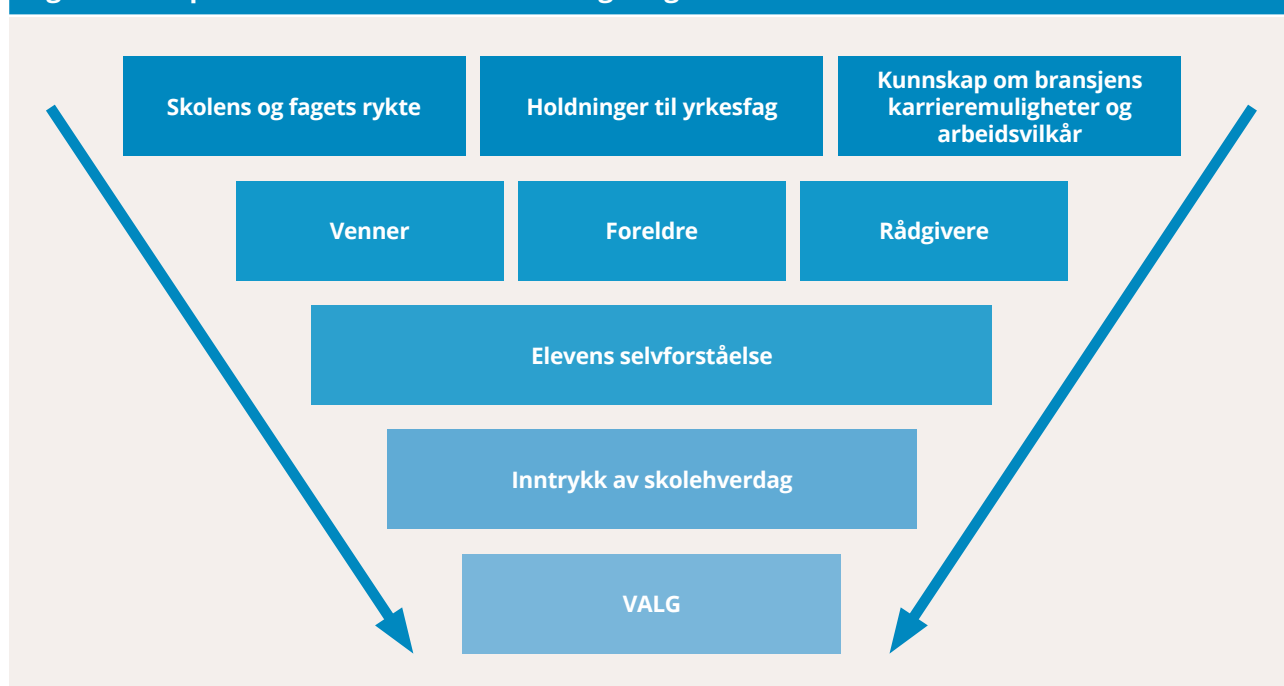 Skolens og fagets rykte
Holdninger til yrkesfag
Kunnskap om bransjens
karrieremuligheter og
arbeidsvilkår
Venner
Foreldre
Rådgivere
Elevens selvforståelse
Inntrykk av skolehverdag
VALG